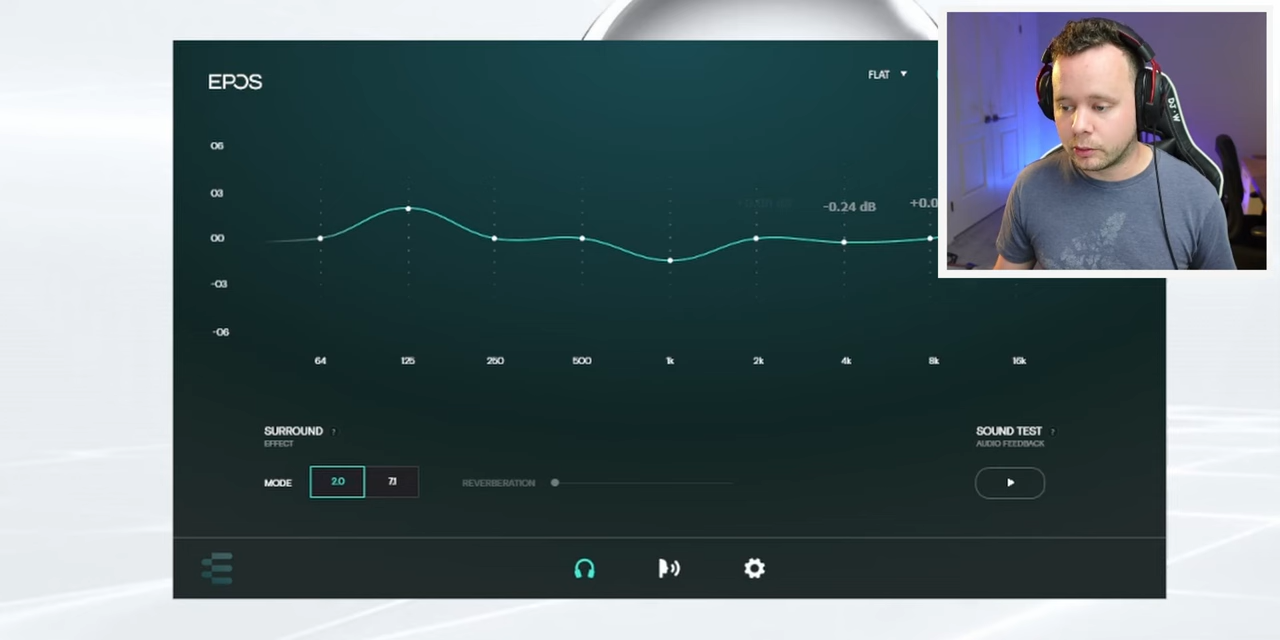 EPOS
FLAT
06
03
00
-03
-06
-0.24 dB
+0.0
64
125
250
500
1k
2k
4k
8k
16k
SURROUND ?
EFFECT
MODE
2.0
7.1
REVERBERATION
SOUND TEST ?
AUDIO FEEDBACK